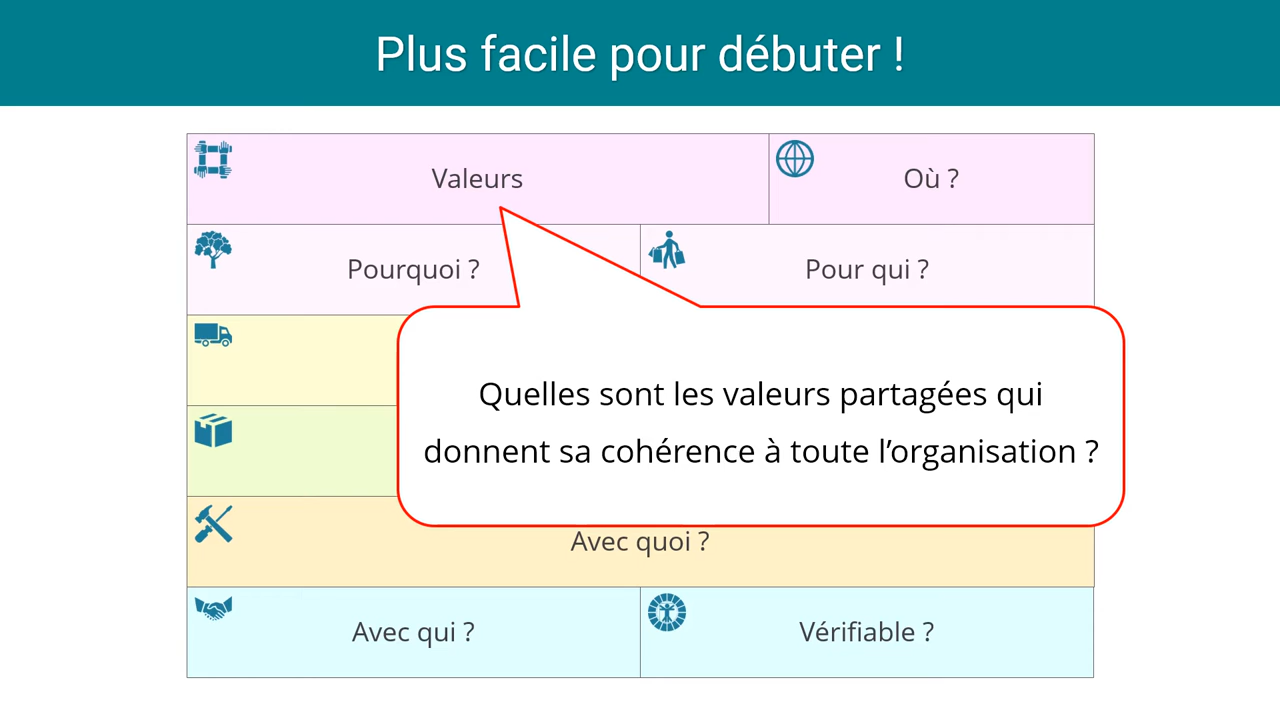 Plus facile pour débuter !
Valeurs
Où ?
Pourquoi ?
Pour qui ?
Quelles sont les valeurs partagées qui
donnent sa cohérence à toute l’organisation ?
Avec quoi ?
Avec qui ?
Vérifiable ?